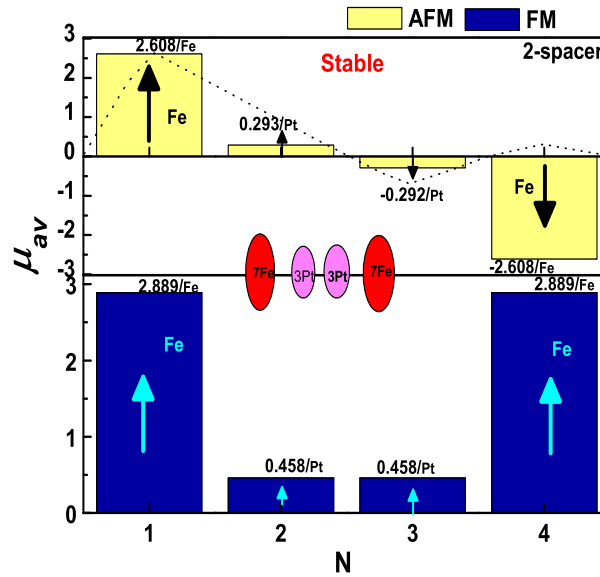 AFM FM
3
2.608/Fe
2-spacer
Stable
2
Fe
1
0.293/Pt
0
-0.292/Pt
-1
Fe
-2
-3
-2.608/Fe
μav
7Fe 3Pt 3Pt 7Fe
3
2.889/Fe 2.889/Fe
Fe Fe
2
1
0.458/Pt 0.458/Pt
0
1 2 3 4
N